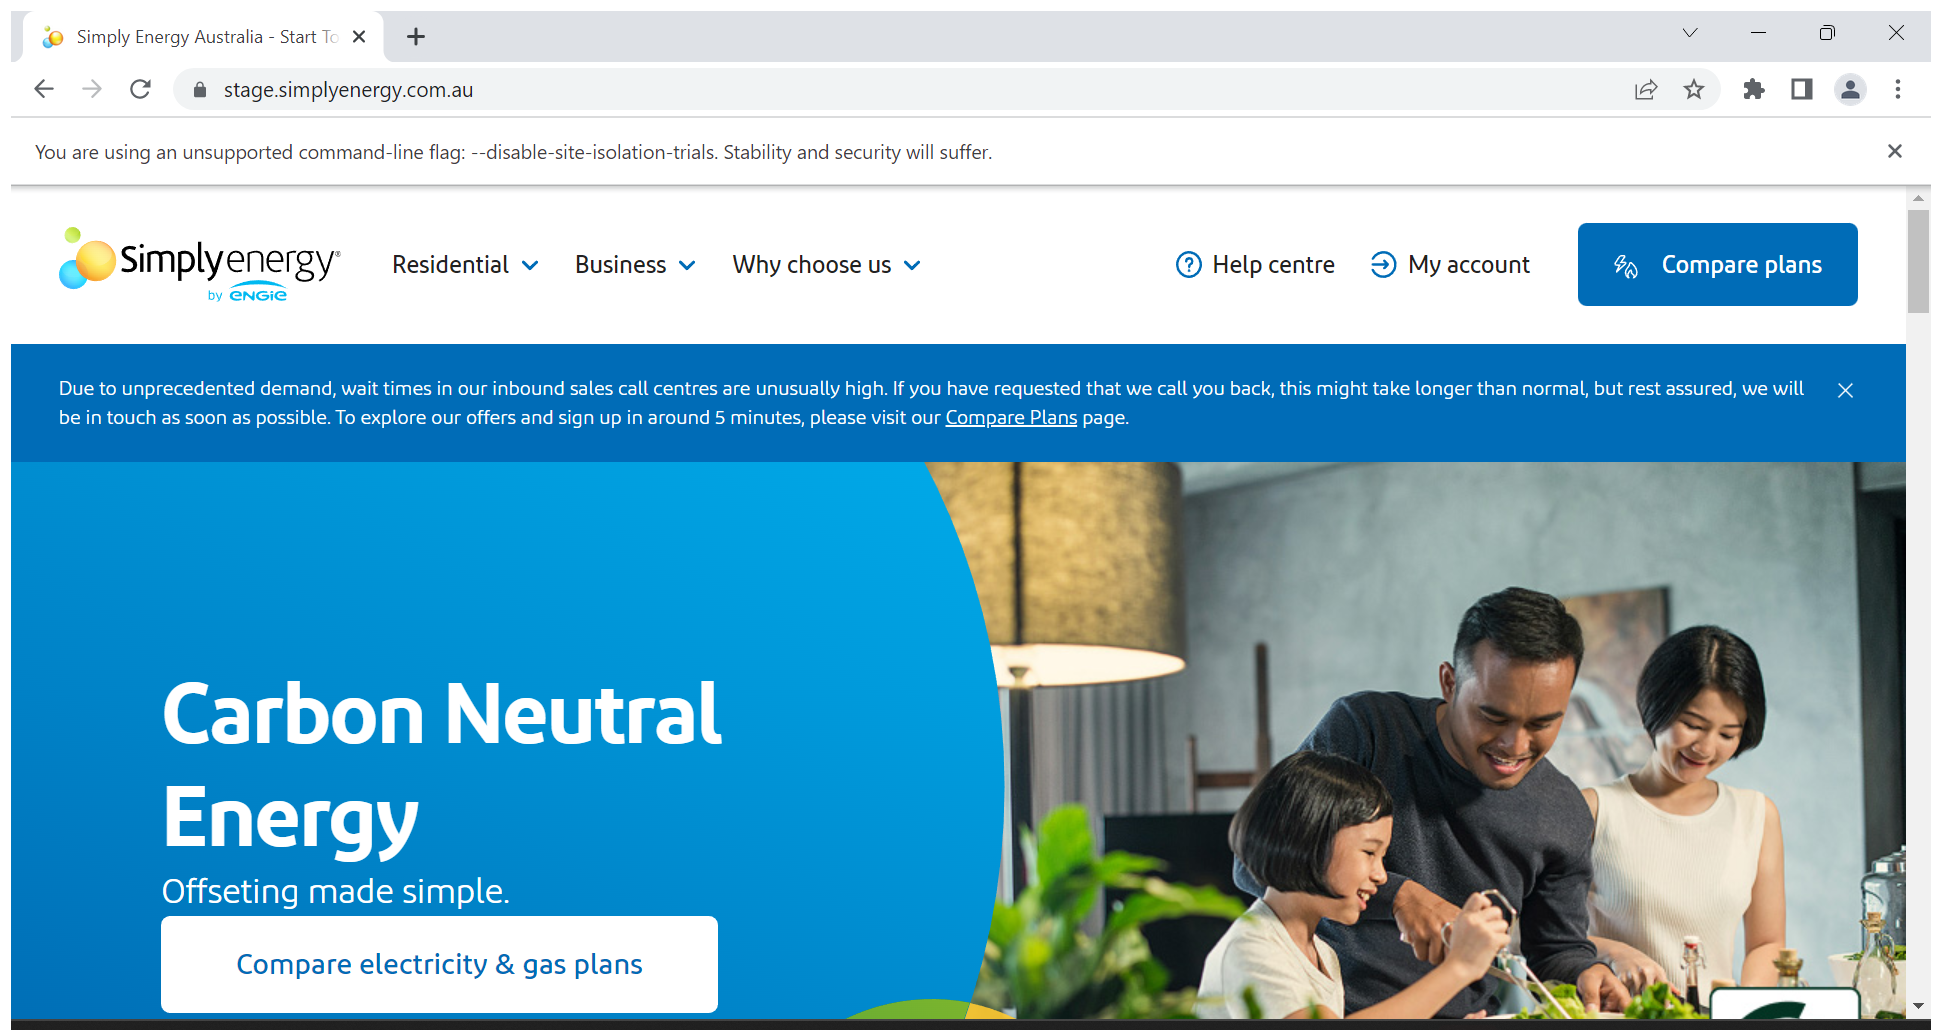 Simply Energy Australia - Start To
stage.simplyenergy.com.au
You are using an unsupported command-line flag: --disable-site-isolation-trials. Stability and security will suffer.
Simply energy®
by ENGIE
Residential
Business
Why choose us
Help centre
My account
Compare plans
Due to unprecedented demand, wait times in our inbound sales call centres are unusually high. If you have requested that we call you back, this might take longer than normal, but rest assured, we will
be in touch as soon as possible. To explore our offers and sign up in around 5 minutes, please visit our Compare Plans page.
Carbon Neutral
Energy
Offseting made simple.
Compare electricity & gas plans